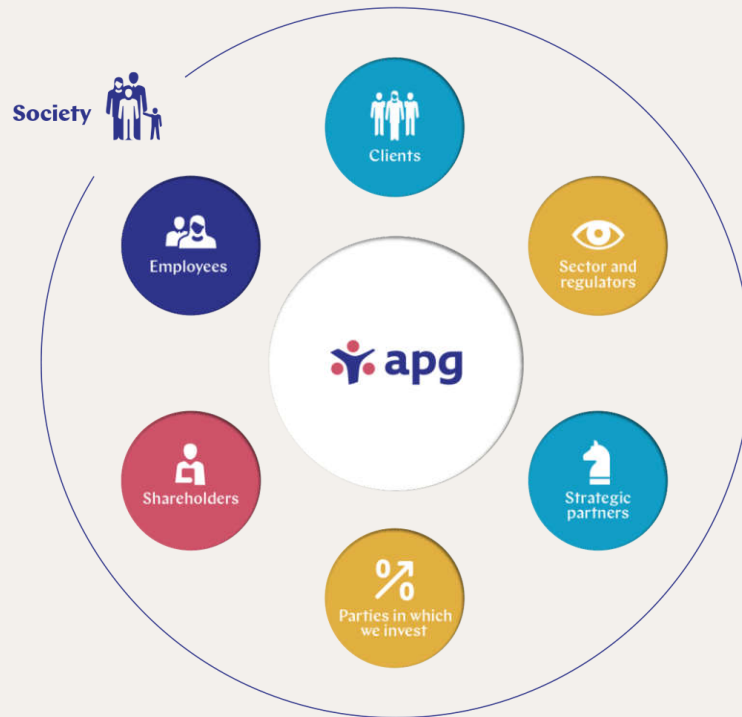 Society
Clients
Employees
Sector and
regulators
apg
Shareholders
Strategic
partners
Parties in which
we invest